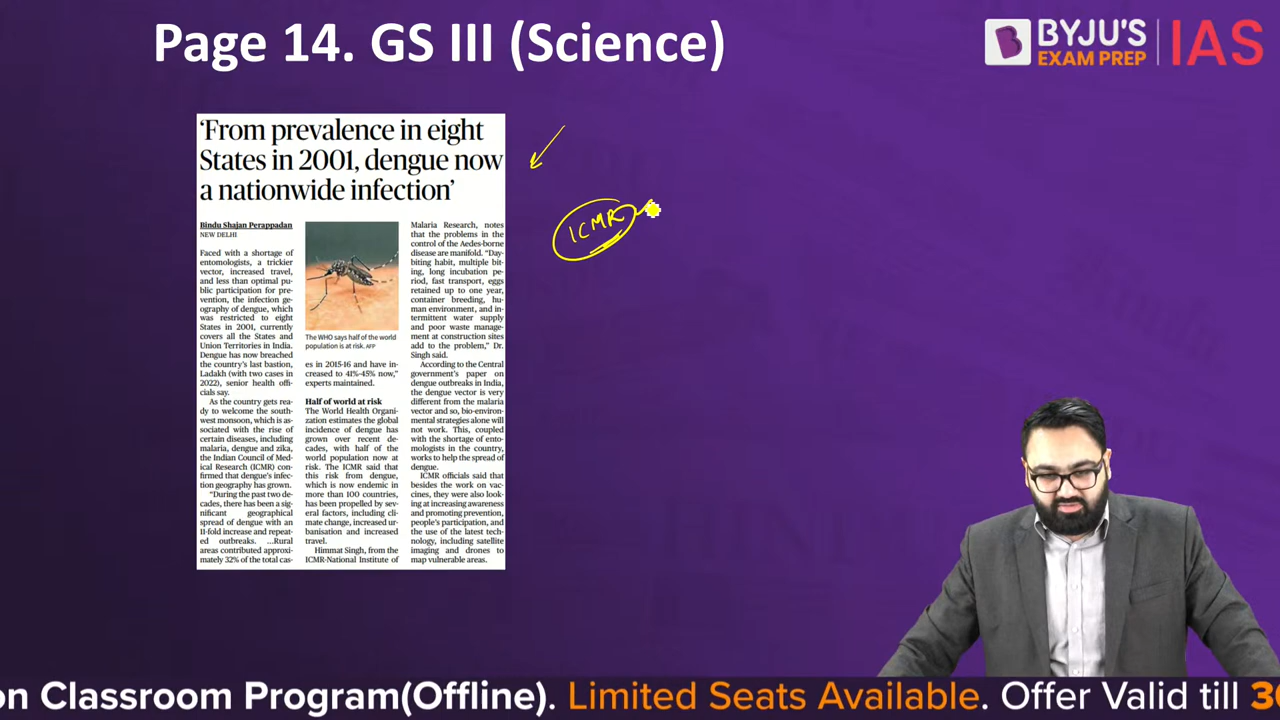 Page 14. GS III (Science)
BYJU'S
EXAM PREP
IAS
‘From prevalence in eight
States in 2001, dengue now
a nationwide infection’
ICMR
Bindu Shajan Perappadan
NEW DELHI
Faced with a shortage of
entomologists, a trickier
vector, increased travel,
and less than optimal pu-
blic participation for pre-
vention, the infection geo-
graphy of dengue, which
was restricted to eight
States in 2001, currently
covers all the States and
Union Territories in India.
Dengue has now breached
the country's last bastion,
Ladakh (with two cases in
2022), senior health offi-
cials say.
As the country gets rea-
dy to welcome the south-
west monsoon, which is as-
sociated with the rise of
certain diseases, including
malaria, dengue and zika,
the Indian Council of Med-
ical Research (ICMR) con-
firmed that dengue's infec-
tion geography has grown.
“During the past two de-
cades, there has been a sig-
nificant geographical
spread of dengue with an
11-fold increase and repeat-
ed outbreaks. ...Rural
areas contributed approxi-
mately 32% of the total cas-
The WHO says half of the world
population is at risk. AFP
es in 2015-16 and have in-
creased to 41%-45% now,”
experts maintained.
Half of world at risk
The World Health Organi-
zation estimates the global
incidence of dengue has
grown over recent de-
cades, with half of the
world population now at
risk. The ICMR said that
this risk from dengue,
which is now endemic in
more than 100 countries,
has been propelled by sev-
eral factors, including cli-
mate change, increased ur-
banisation and increased
travel.
Himmat Singh, from the
ICMR-National Institute of
Malaria Research, notes
that the problems in the
control of the Aedes-borne
disease are manifold. “Day-
biting habit, multiple bit-
ing, long incubation pe-
riod, fast transport, eggs
retained up to one year,
container breeding, hu-
man environment, and in-
termittent water supply
and poor waste manage-
ment at construction sites
add to the problem,” Dr.
Singh said.
According to the Central
government's paper on
dengue outbreaks in India,
the dengue vector is very
different from the malaria
vector and so, bio-environ-
mental strategies alone will
not work. This, coupled
with the shortage of ento-
mologists in the country,
works to help the spread of
dengue.
ICMR officials said that
besides the work on vac-
cines, they were also look-
ing at increasing awareness
and promoting prevention,
people's participation, and
the use of the latest tech-
nology, including satellite
imaging and drones to
map vulnerable areas.
on Classroom Program(Offline). Limited Seats Available. Offer Valid till 3